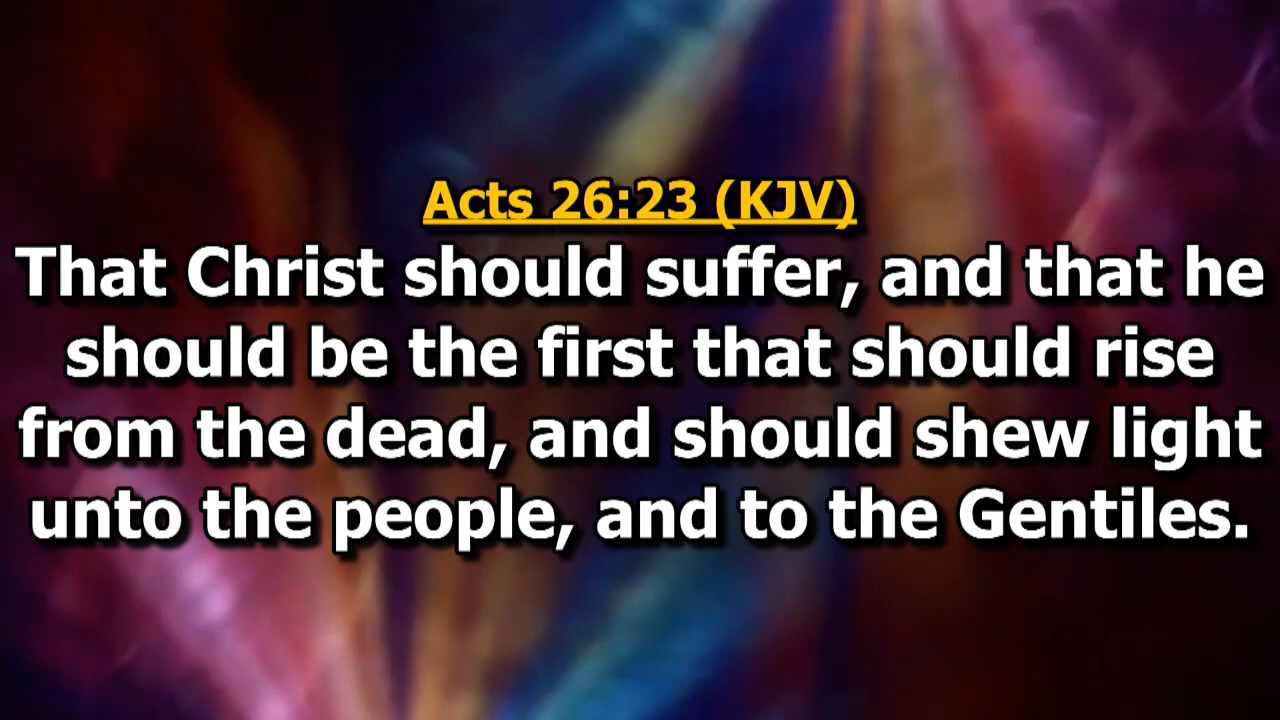 Acts 26:23 (KJV)
That Christ should suffer, and that he
should be the first that should rise
from the dead, and should shew light
unto the people, and to the Gentiles.